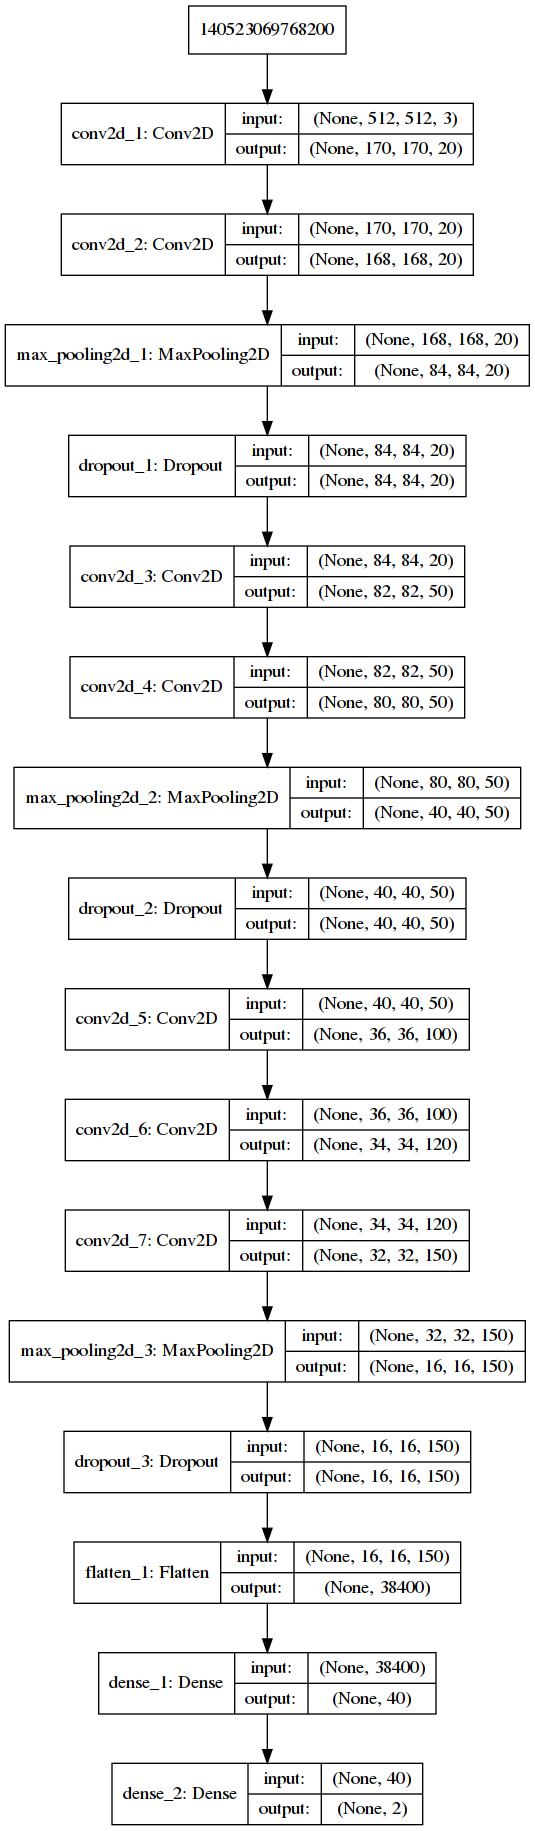 140523069768200
conv2d_1: Conv2D
input: (None, 512, 512, 3)
output: (None, 170, 170, 20)
conv2d_2: Conv2D
input: (None, 170, 170, 20)
output: (None, 168, 168, 20)
max_pooling2d_1: MaxPooling2D
input: (None, 168, 168, 20)
output: (None, 84, 84, 20)
dropout_1: Dropout
input: (None, 84, 84, 20)
output: (None, 84, 84, 20)
conv2d_3: Conv2D
input: (None, 84, 84, 20)
output: (None, 82, 82, 50)
conv2d_4: Conv2D
input: (None, 82, 82, 50)
output: (None, 80, 80, 50)
max_pooling2d_2: MaxPooling2D
input: (None, 80, 80, 50)
output: (None, 40, 40, 50)
dropout_2: Dropout
input: (None, 40, 40, 50)
output: (None, 40, 40, 50)
conv2d_5: Conv2D
input: (None, 40, 40, 50)
output: (None, 36, 36, 100)
conv2d_6: Conv2D
input: (None, 36, 36, 100)
output: (None, 34, 34, 120)
conv2d_7: Conv2D
input: (None, 34, 34, 120)
output: (None, 32, 32, 150)
max_pooling2d_3: MaxPooling2D
input: (None, 32, 32, 150)
output: (None, 16, 16, 150)
dropout_3: Dropout
input: (None, 16, 16, 150)
output: (None, 16, 16, 150)
flatten_1: Flatten
input: (None, 16, 16, 150)
output: (None, 38400)
dense_1: Dense
input: (None, 38400)
output: (None, 40)
dense_2: Dense
input: (None, 40)
output: (None, 2)